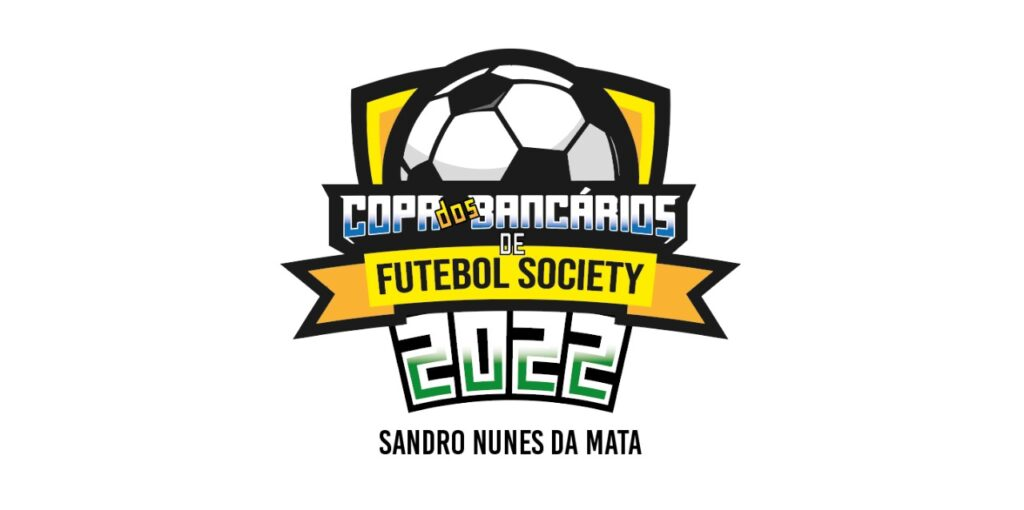 COPA dos BANCÁRIOS
DE
FUTEBOL SOCIETY
2022
SANDRO NUNES DA MATA